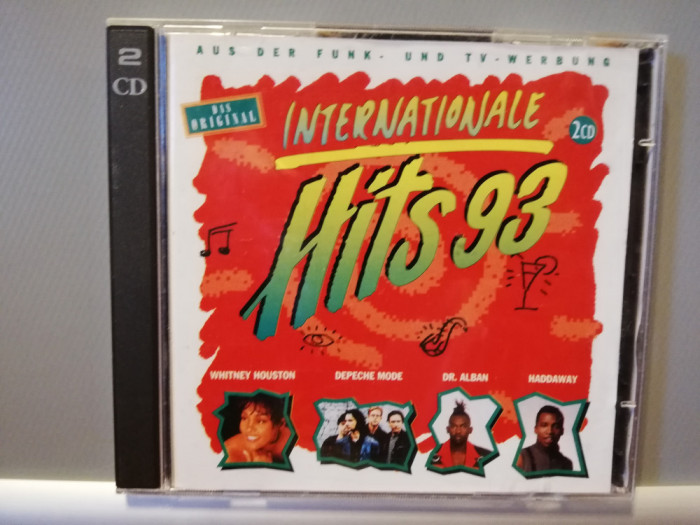 2
CD
AUS DER FUNK- UND TV-WERBUNG
DAS
ORIGINAL
INTERNATIONALE
2CD
Hits 93
WHITNEY HOUSTON DEPECHE MODE DR. ALBAN HADDAWAY